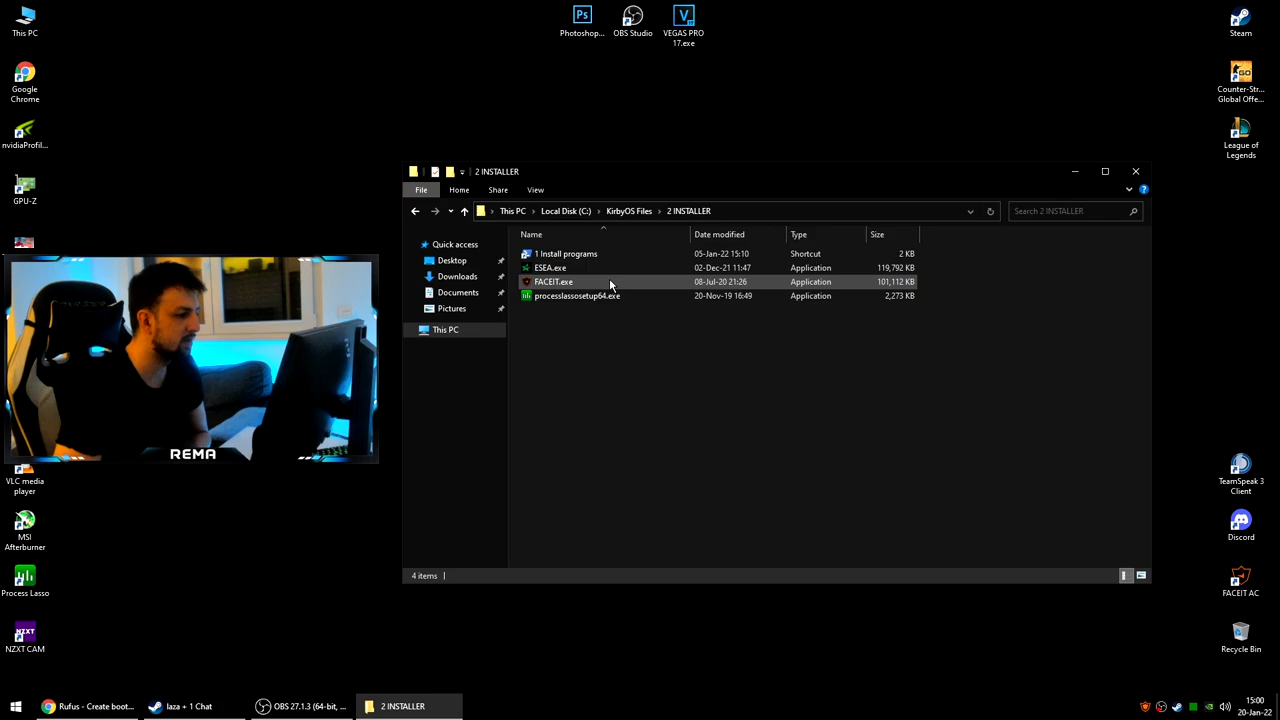 This PC
Google
Chrome
nvidiaProfil...
GPU-Z
VLC media
player
MSI
Afterburner
Process Lasso
NZXT
NZXT CAM
Ps
Photoshop...
OBS Studio
V
VEGAS PRO
17.exe
Steam
GO
Counter-Str...
Global Offe...
League of
Legends
TeamSpeak 3
Client
Discord
FACEIT AC
Recycle Bin
REMA
2 INSTALLER
File Home Share View
This PC > Local Disk (C:) > KirbyOS Files > 2 INSTALLER
Search 2 INSTALLER
Name Date modified Type Size
Quick access
Desktop
Downloads
Documents
Pictures
This PC
1 Install programs 05-Jan-22 15:10 Shortcut 2 KB
ESEA.exe 02-Dec-21 11:47 Application 119,792 KB
FACEIT.exe 08-Jul-20 21:26 Application 101,112 KB
processlassosetup64.exe 20-Nov-19 16:49 Application 2,273 KB
4 items
Rufus - Create boot...
laza + 1 Chat
OBS 27.1.3 (64-bit, ...
2 INSTALLER
15:00
20-Jan-22